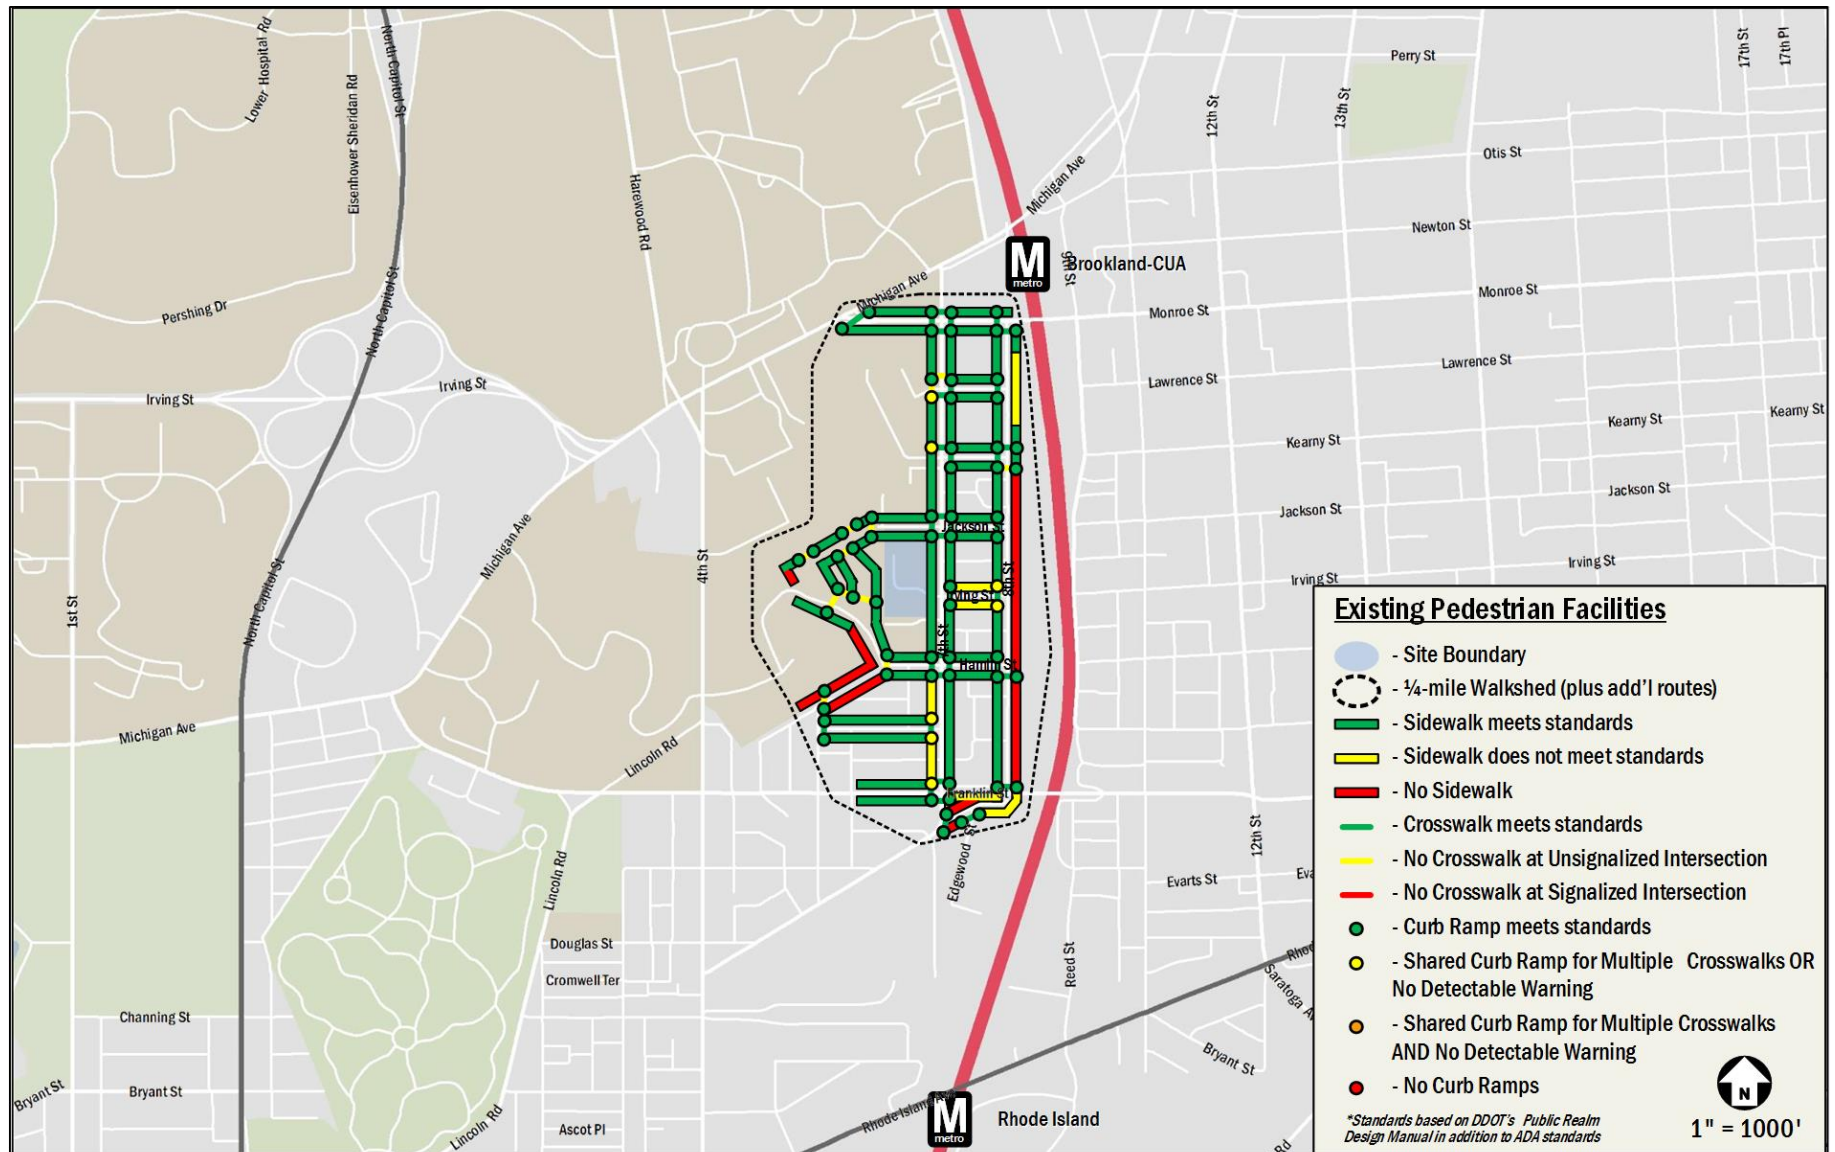 Lower Hospital Rd
North Capitol St
Eisenhower Sheridan Rd
Harewood Rd
Perry St
17th St
17th Pl
12th St
13th St
Otis St
Michigan Ave
Newton St
M
metro
Brookland-CUA
9th St
Michigan Ave
Pershing Dr
North Capitol St
Monroe St
Monroe St
Lawrence St
Lawrence St
Irving St
Irving St
Kearny St
Kearny St
Kearny St
Jackson St
Jackson St
Jackson St
Michigan Ave
4th St
Irving St
Irving St
Irving St
8th St
7th St
1st St
North Capitol St
Hamlin St
Michigan Ave
Lincoln Rd
Franklin St
Edgewood St
12th St
Evarts St
Eva
Lincoln Rd
Douglas St
Cromwell Ter
Reed St
Rhod
Saratoga A
Channing St
Bryant St
Bryant St
Bryant St
Lincoln Rd
Ascot Pl
Rhode Island Ave
M
metro
Rhode Island
Rd
Existing Pedestrian Facilities
- Site Boundary
- ¼-mile Walkshed (plus add'l routes)
- Sidewalk meets standards
- Sidewalk does not meet standards
- No Sidewalk
- Crosswalk meets standards
- No Crosswalk at Unsignalized Intersection
- No Crosswalk at Signalized Intersection
- Curb Ramp meets standards
- Shared Curb Ramp for Multiple Crosswalks OR
No Detectable Warning
- Shared Curb Ramp for Multiple Crosswalks
AND No Detectable Warning
- No Curb Ramps
*Standards based on DDOT's Public Realm
Design Manual in addition to ADA standards
N
1" = 1000'